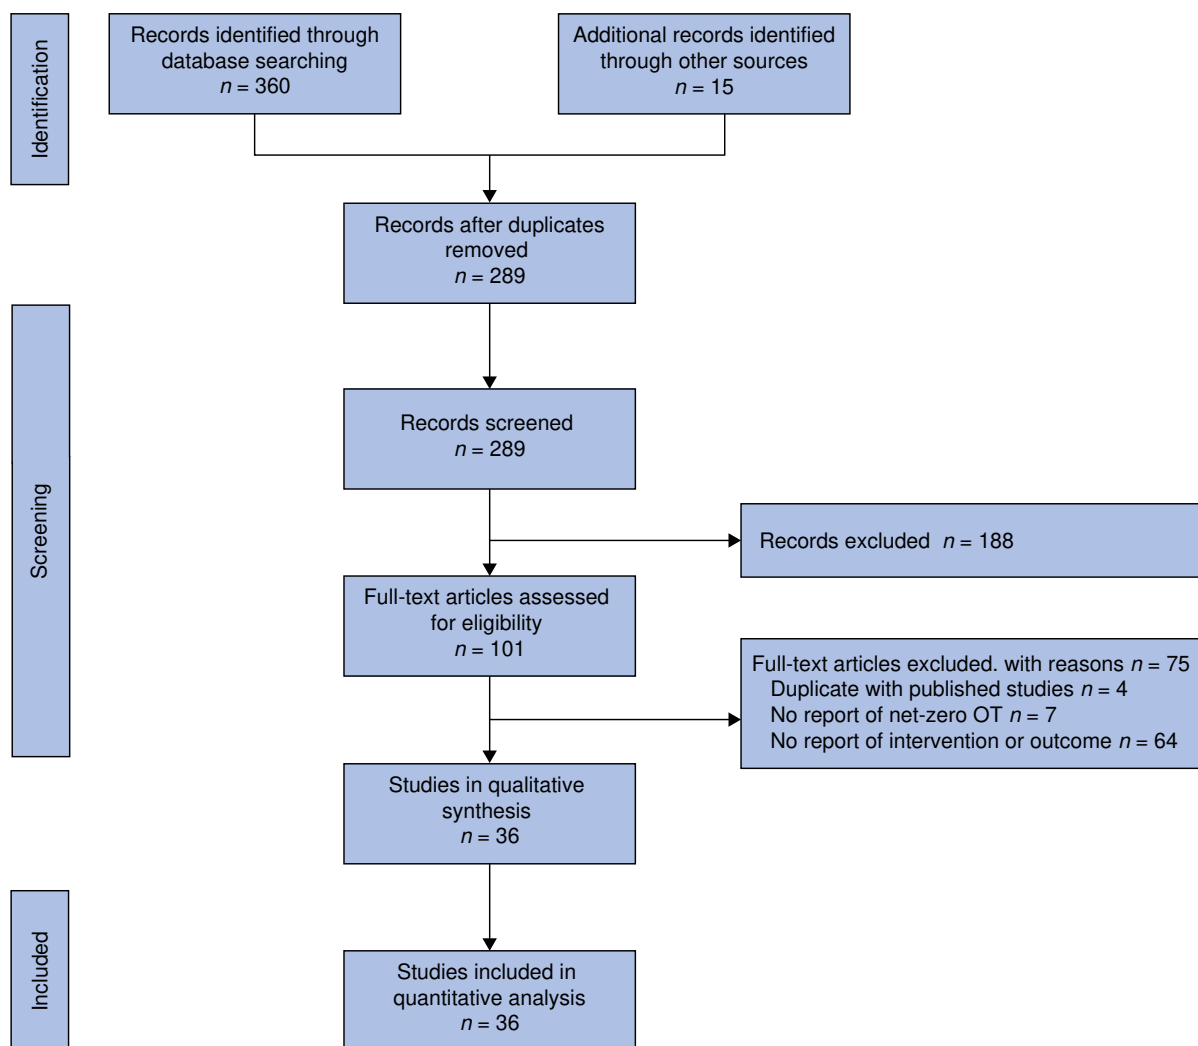 Identification
Records identified through
database searching
n = 360
Additional records identified
through other sources
n = 15
Records after duplicates
removed
n = 289
Screening
Records screened
n = 289
Records excluded n = 188
Full-text articles assessed
for eligibility
n = 101
Full-text articles excluded. with reasons n = 75
Duplicate with published studies n = 4
No report of net-zero OT n = 7
No report of intervention or outcome n = 64
Studies in qualitative
synthesis
n = 36
Included
Studies included in
quantitative analysis
n = 36